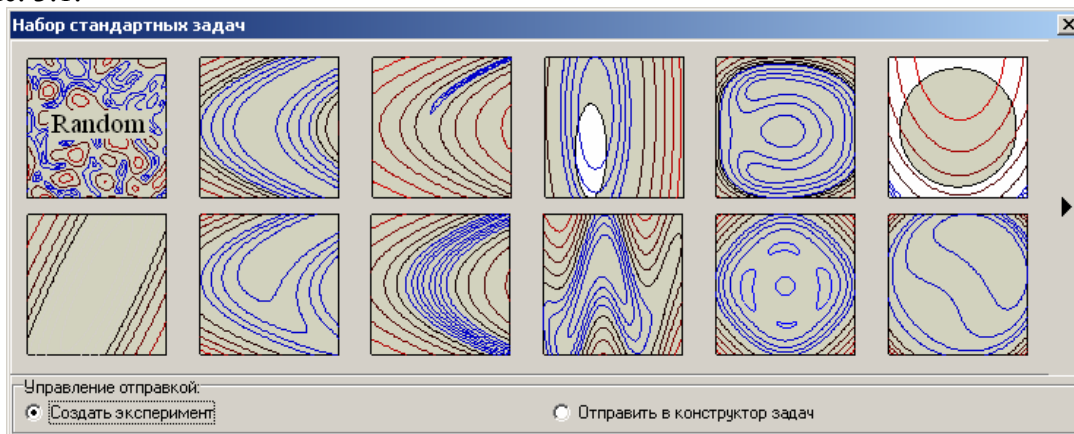 Набор стандартных задач
Random
Управление отправкой:
Создать эксперимент
Отправить в конструктор задач